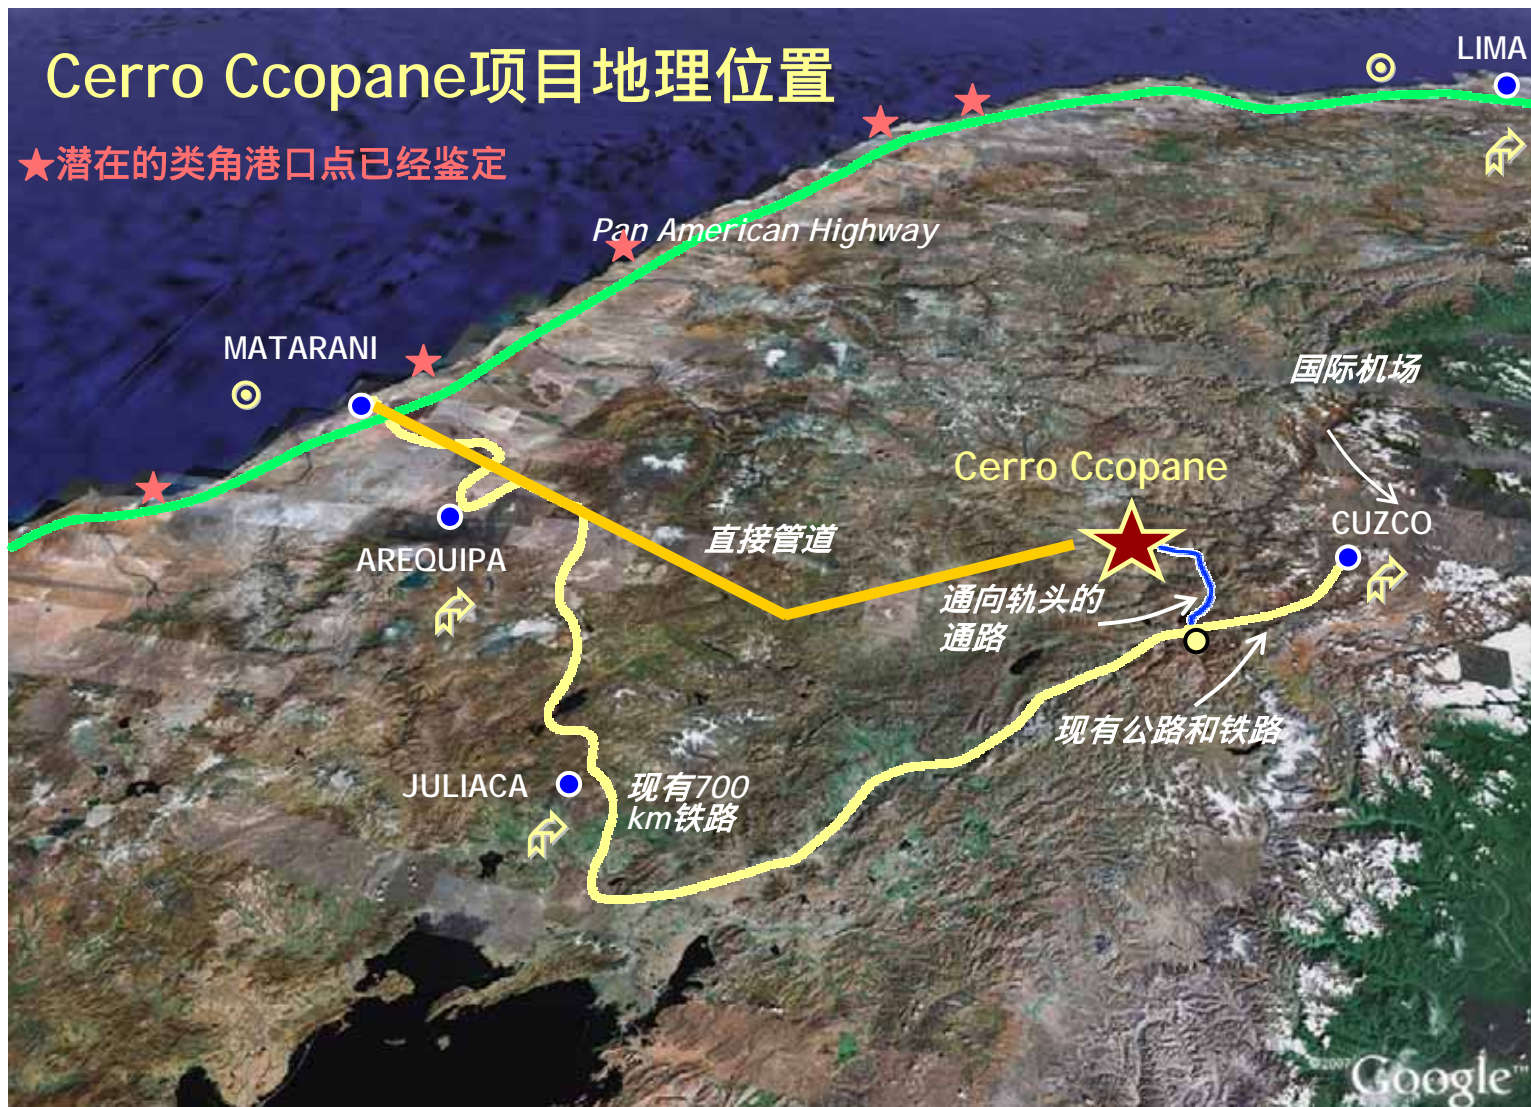 Cerro Ccopane项目地理位置
LIMA
潜在的类角港口点已经鉴定
Pan American Highway
MATARANI
国际机场
Cerro Ccopane
CUZCO
直接管道
AREQUIPA
通向轨头的
通路
现有公路和铁路
JULIACA
现有700
km铁路
©2007 Google™